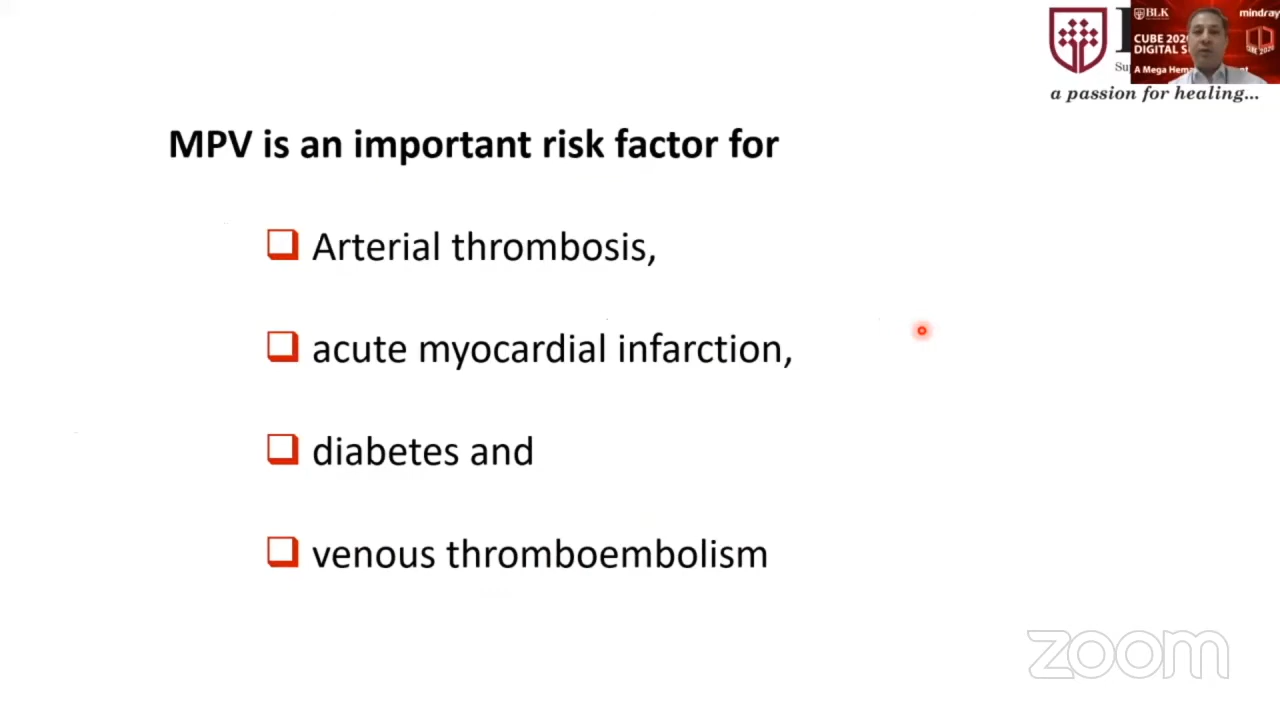 BLK
mindray
CUBE 2020
DIGITAL
A Mega
a passion for healing...
MPV is an important risk factor for
Arterial thrombosis,
acute myocardial infarction,
diabetes and
venous thromboembolism
zoom